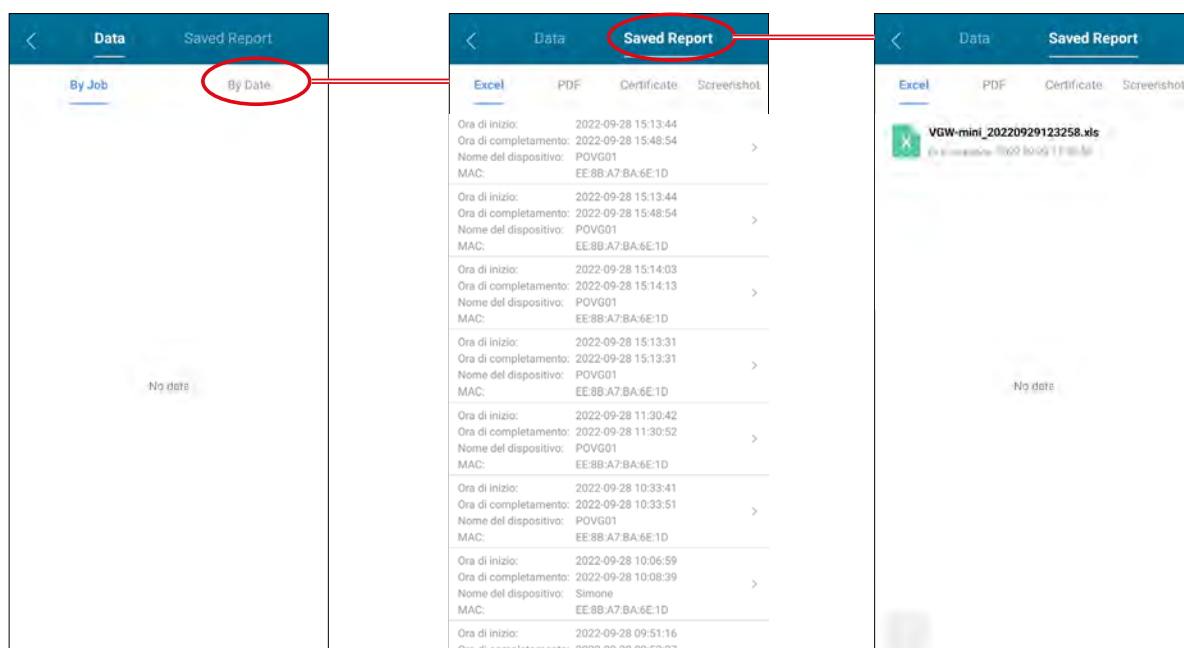 Data Saved Report
By Job By Date
No date
Data Saved Report
Excel PDF Certificate Screenshot
Ora di inizio: 2022-09-28 15:13:44
Ora di completamento: 2022-09-28 15:48:54
Nome del dispositivo: POVG01
MAC: EE:8B:A7:BA:6E:1D
Ora di inizio: 2022-09-28 15:13:44
Ora di completamento: 2022-09-28 15:48:54
Nome del dispositivo: POVG01
MAC: EE:8B:A7:BA:6E:1D
Ora di inizio: 2022-09-28 15:14:03
Ora di completamento: 2022-09-28 15:14:13
Nome del dispositivo: POVG01
MAC: EE:8B:A7:BA:6E:1D
Ora di inizio: 2022-09-28 15:13:31
Ora di completamento: 2022-09-28 15:13:31
Nome del dispositivo: POVG01
MAC: EE:8B:A7:BA:6E:1D
Ora di inizio: 2022-09-28 11:30:42
Ora di completamento: 2022-09-28 11:30:52
Nome del dispositivo: POVG01
MAC: EE:8B:A7:BA:6E:1D
Ora di inizio: 2022-09-28 10:33:41
Ora di completamento: 2022-09-28 10:33:51
Nome del dispositivo: POVG01
MAC: EE:8B:A7:BA:6E:1D
Ora di inizio: 2022-09-28 10:06:59
Ora di completamento: 2022-09-28 10:08:39
Nome del dispositivo: Simone
MAC: EE:8B:A7:BA:6E:1D
Ora di inizio: 2022-09-28 09:51:16
Data Saved Report
Excel PDF Certificate Screenshot
X VGW-mini_20220929123258.xls
No date